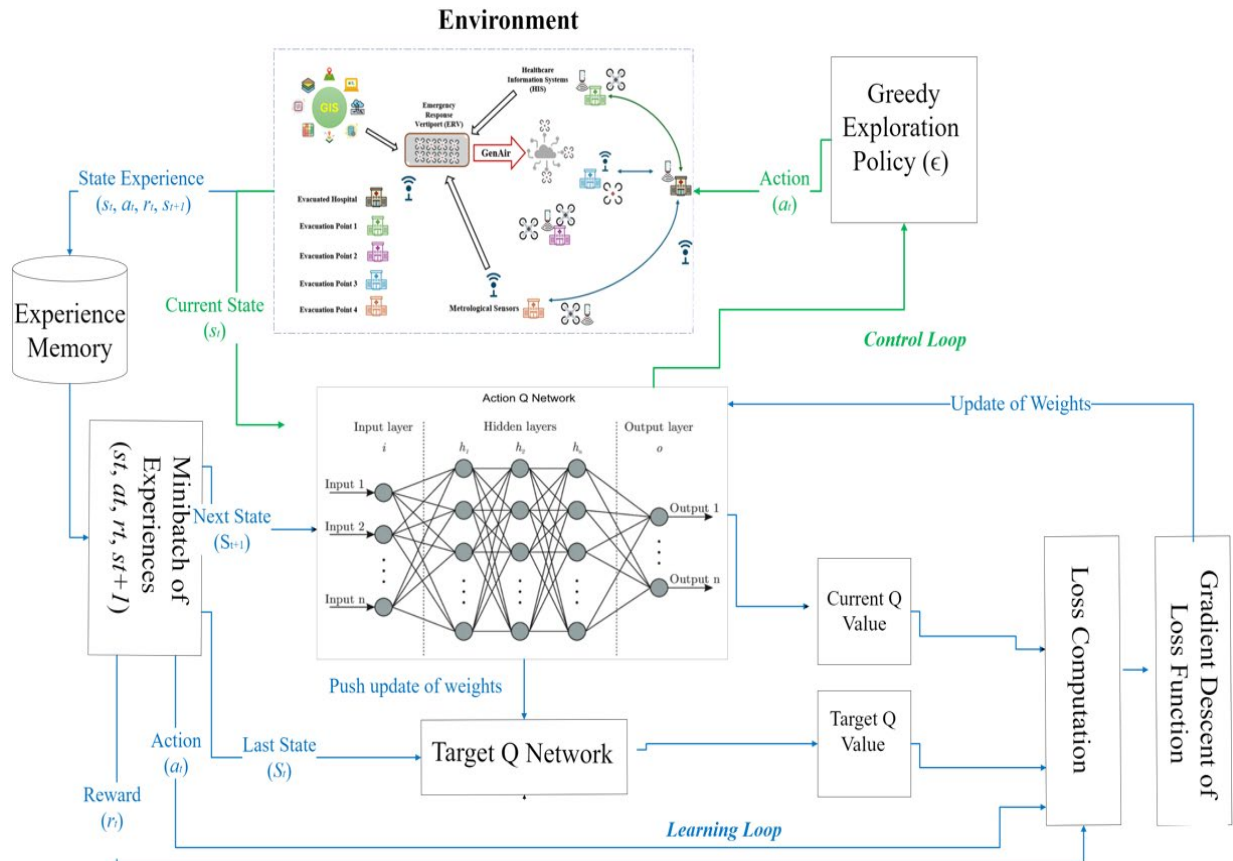 Environment
GIS
Emergency
Response
Vertiport (ERV)
Healthcare
Information Systems
(HIS)
GenAir
Evacuated Hospital
Evacuation Point 1
Evacuation Point 2
Evacuation Point 3
Evacuation Point 4
Metrological Sensors
Greedy
Exploration
Policy (ϵ)
Action
(aₜ)
State Experience
(sₜ, aₜ, rₜ, sₜ₊₁)
Experience
Memory
Current State
(sₜ)
Control Loop
Action Q Network
Input layer
Hidden layers
Output layer
i
h₁
h₂
hₙ
o
Input 1
Input 2
Input n
Output 1
Output n
Update of Weights
Minibatch of
Experiences
(st, at, rt, st+1)
Next State
(Sₜ₊₁)
Current Q
Value
Loss Computation
Gradient Descent of
Loss Function
Push update of weights
Target Q Network
Target Q
Value
Action
(aₜ)
Last State
(Sₜ)
Reward
(rₜ)
Learning Loop